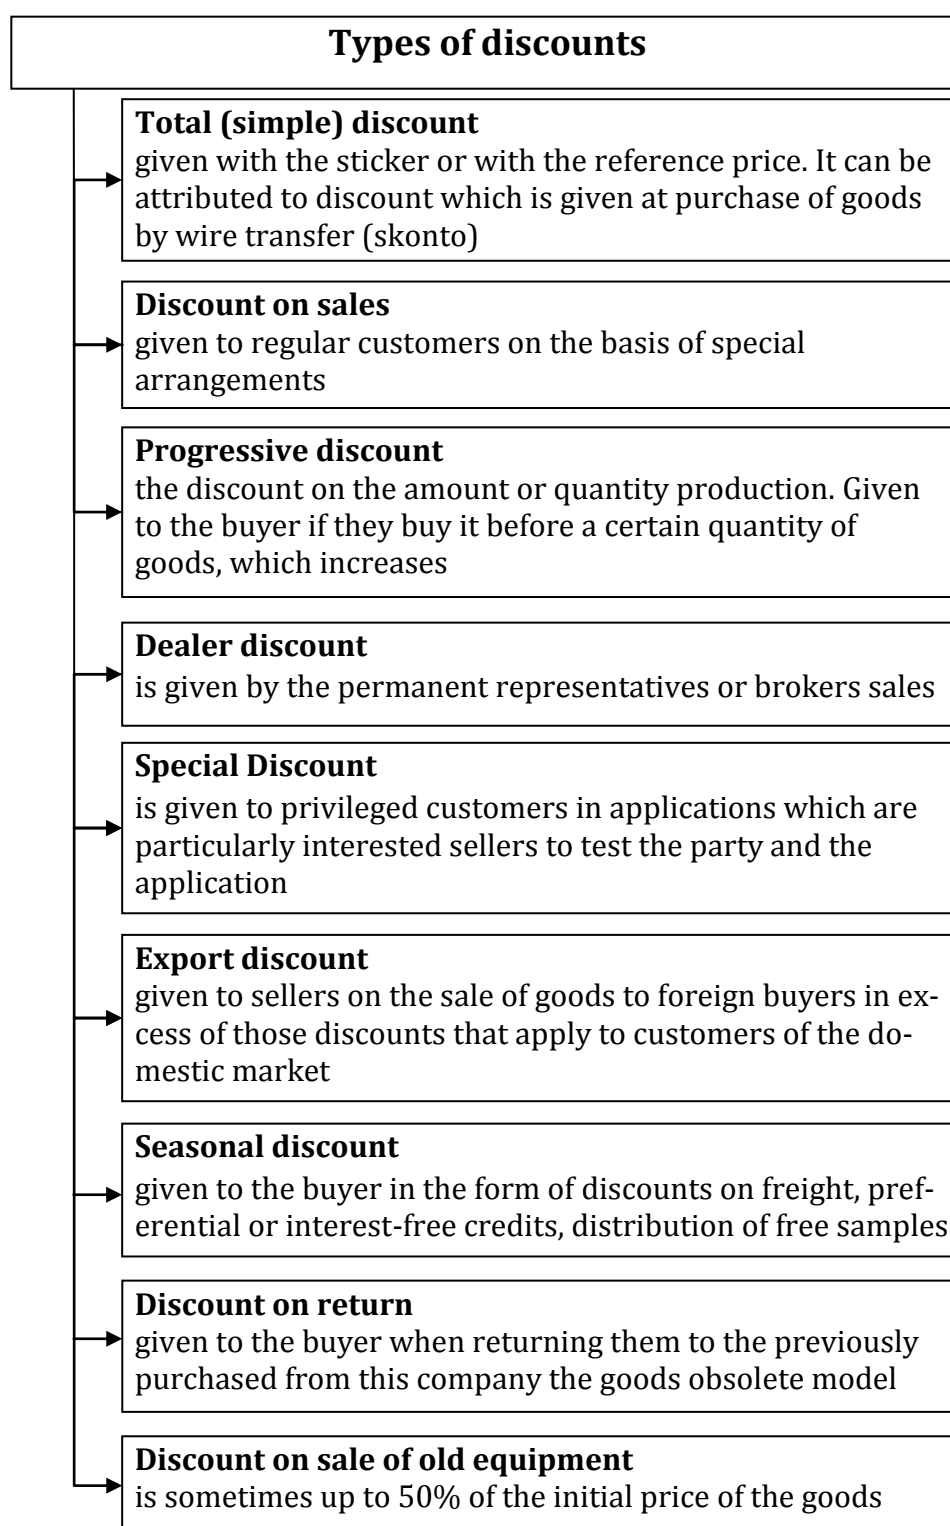 Types of discounts
Total (simple) discount
given with the sticker or with the reference price. It can be
attributed to discount which is given at purchase of goods
by wire transfer (skonto)
Discount on sales
given to regular customers on the basis of special
arrangements
Progressive discount
the discount on the amount or quantity production. Given
to the buyer if they buy it before a certain quantity of
goods, which increases
Dealer discount
is given by the permanent representatives or brokers sales
Special Discount
is given to privileged customers in applications which are
particularly interested sellers to test the party and the
application
Export discount
given to sellers on the sale of goods to foreign buyers in ex-
cess of those discounts that apply to customers of the do-
mestic market
Seasonal discount
given to the buyer in the form of discounts on freight, pref-
erential or interest-free credits, distribution of free samples
Discount on return
given to the buyer when returning them to the previously
purchased from this company the goods obsolete model
Discount on sale of old equipment
is sometimes up to 50% of the initial price of the goods